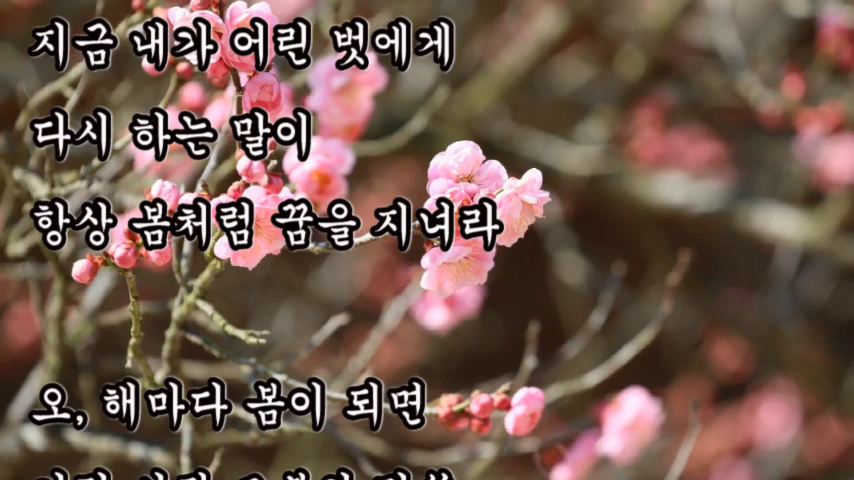 지금 내가 어린 벗에게
다시 하는 말이
항상 봄처럼 꿈을 지녀라
오, 해마다 봄이 되면